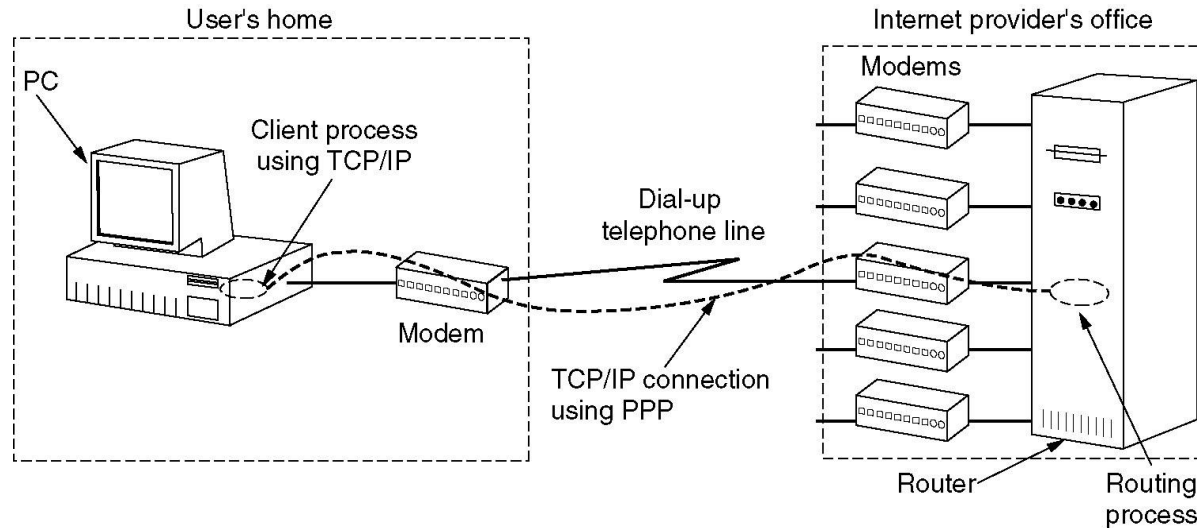 User's home
Internet provider's office
PC
Modems
Client process
using TCP/IP
Dial-up
telephone line
Modem
TCP/IP connection
using PPP
Router
Routing
process